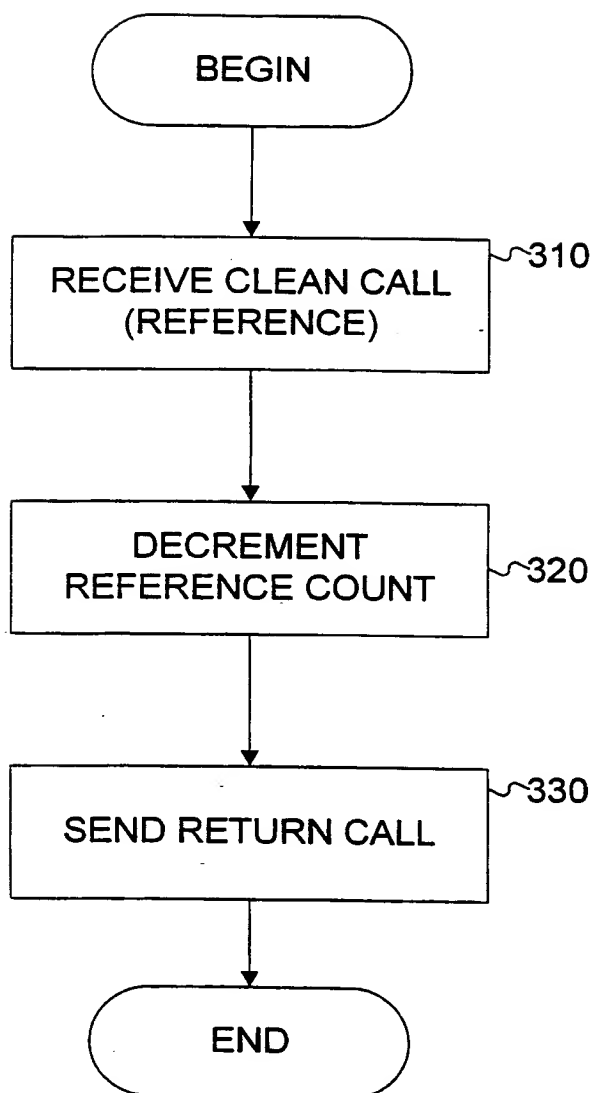 BEGIN
RECEIVE CLEAN CALL
(REFERENCE)
310
DECREMENT
REFERENCE COUNT
320
SEND RETURN CALL
330
END